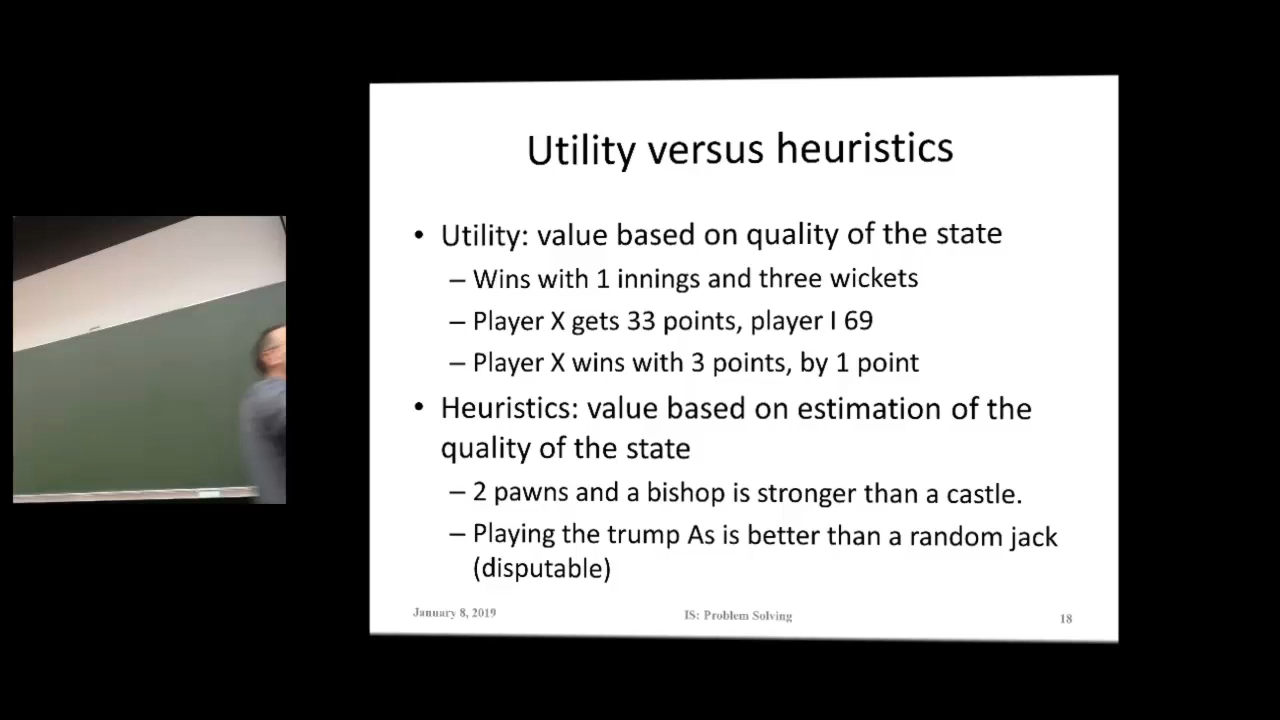 Utility versus heuristics
• Utility: value based on quality of the state
– Wins with 1 innings and three wickets
– Player X gets 33 points, player I 69
– Player X wins with 3 points, by 1 point
• Heuristics: value based on estimation of the
quality of the state
– 2 pawns and a bishop is stronger than a castle.
– Playing the trump As is better than a random jack
(disputable)
January 8, 2019 IS: Problem Solving 18